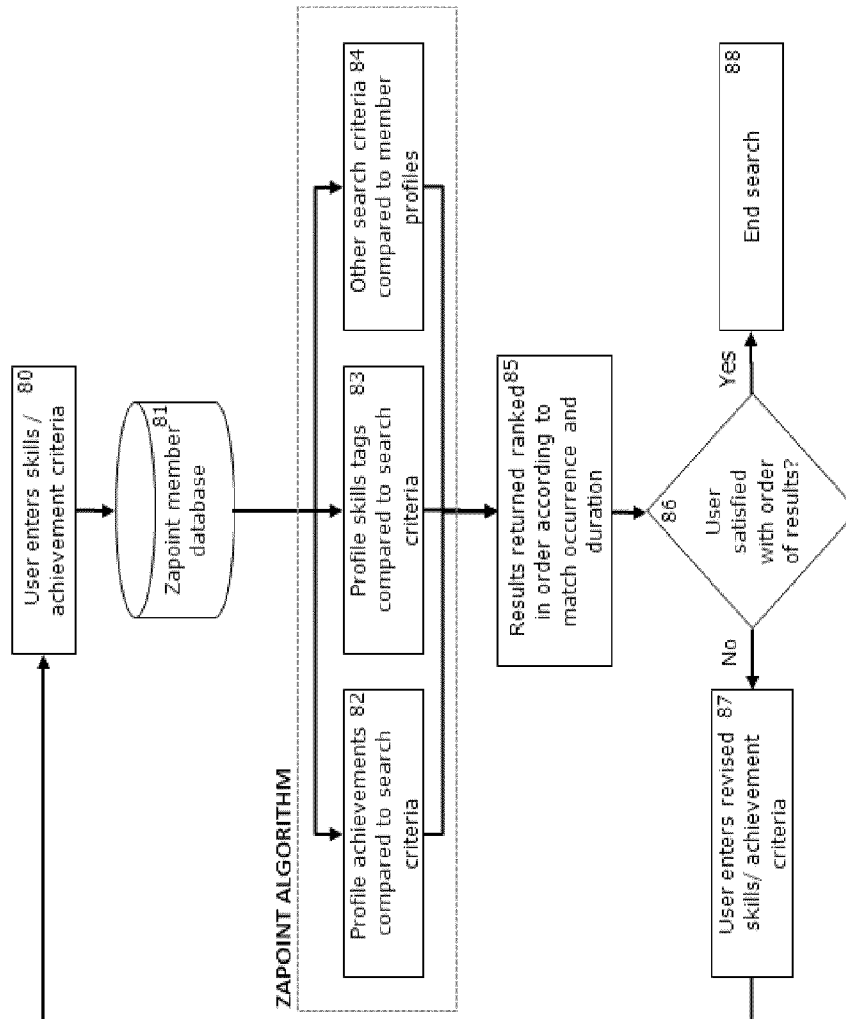 80
User enters skills /
achievement criteria
81
Zapoint member
database
ZAPOINT ALGORITHM
Profile achievements 82
compared to search
criteria
83
Profile skills tags
compared to search
criteria
Other search criteria 84
compared to member
profiles
Results returned ranked 85
in order according to
match occurrence and
duration
86
User
satisfied
with order
of results?
No
Yes
User enters revised 87
skills/ achievement
criteria
88
End search